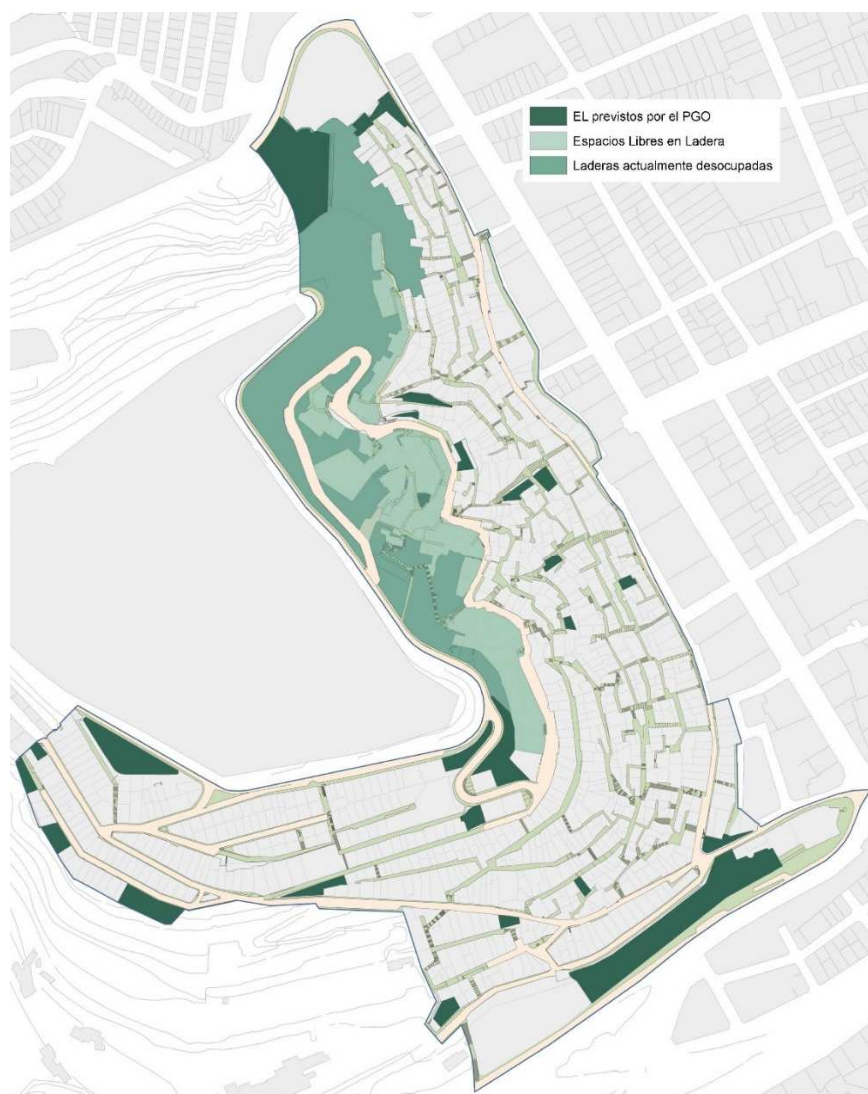 EL previstos por el PGO
Espacios Libres en Ladera
Laderas actualmente desocupadas